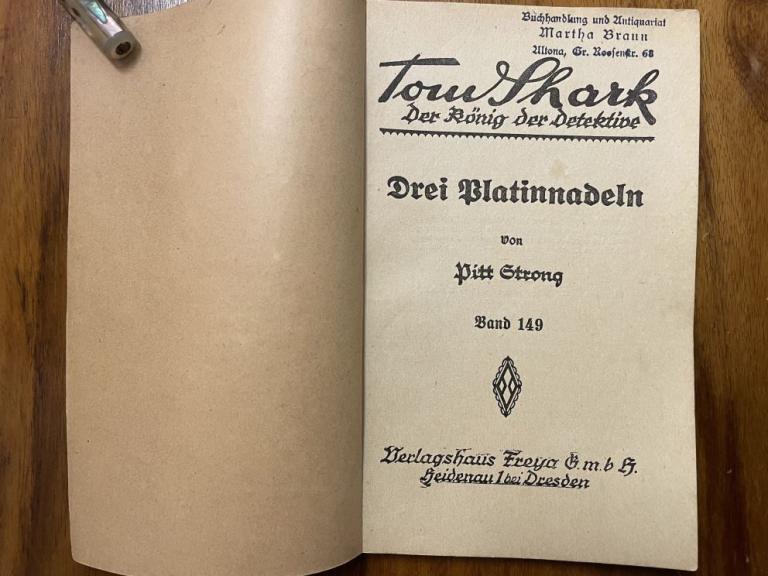 Buchhandlung und Antiquariat
Martha Braun
Altona, Gr. Roosenstr. 68
Tom Shark
Der König der Detektive
Drei Platinnadeln
von
Pitt Strong
Band 149
Verlagshaus Freya G.m.b H.
Heidenau 1 bei Dresden